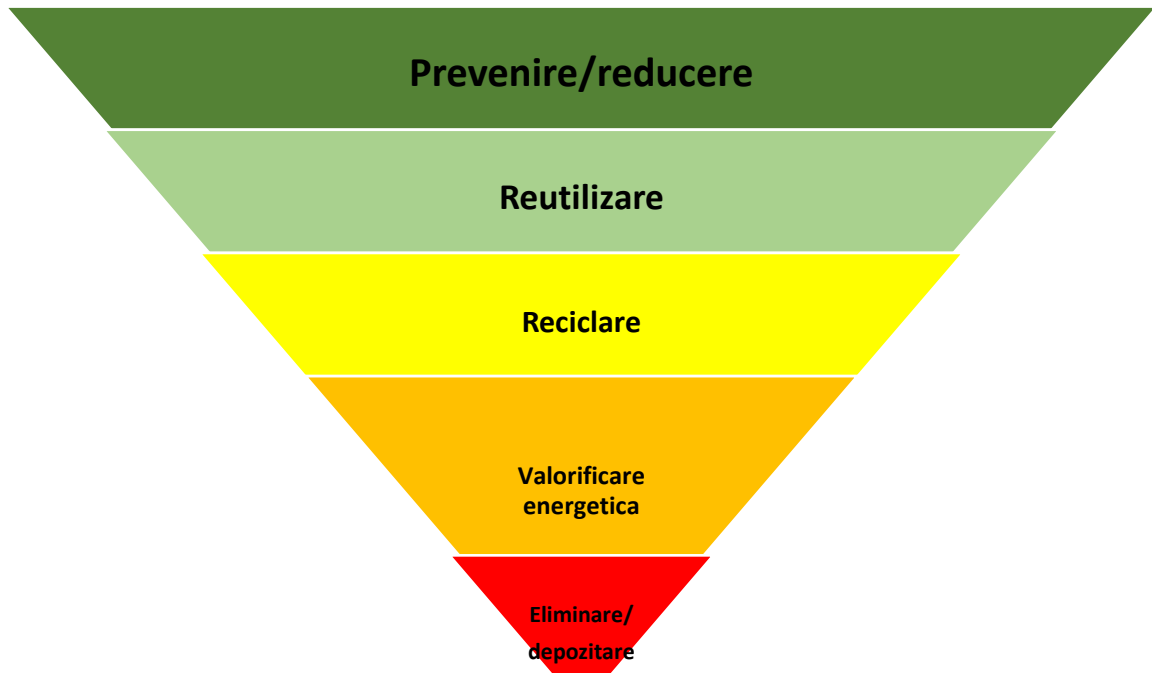 Prevenire/reducere
Reutilizare
Reciclare
Valorificare
energetica
Eliminare/
depozitare